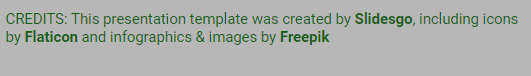 CREDITS: This presentation template was created by Slidesgo, including icons
by Flaticon and infographics & images by Freepik